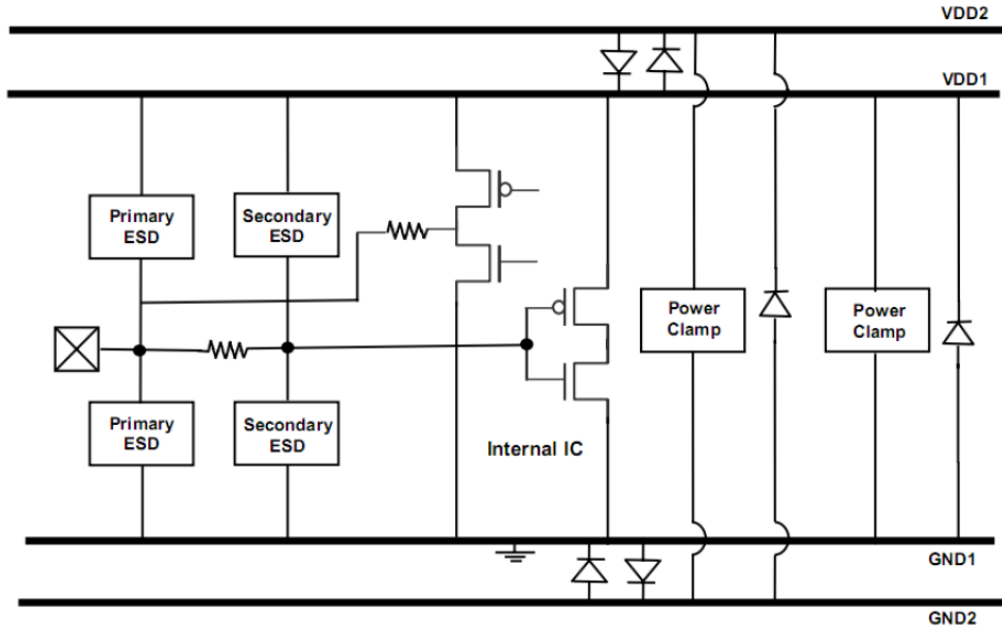 VDD2
VDD1
Primary
ESD
Secondary
ESD
Power
Clamp
Power
Clamp
Primary
ESD
Secondary
ESD
Internal IC
GND1
GND2